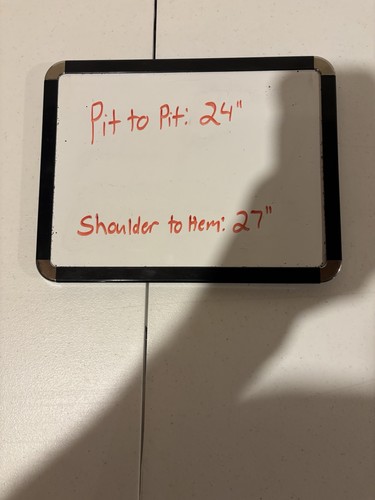 Pit to Pit: 24"
Shoulder to Hem: 27"